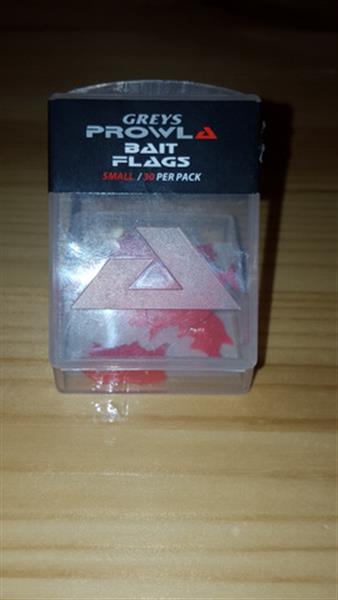 GREYS
PROWLA
BAIT
FLAGS
SMALL / 30 PER PACK